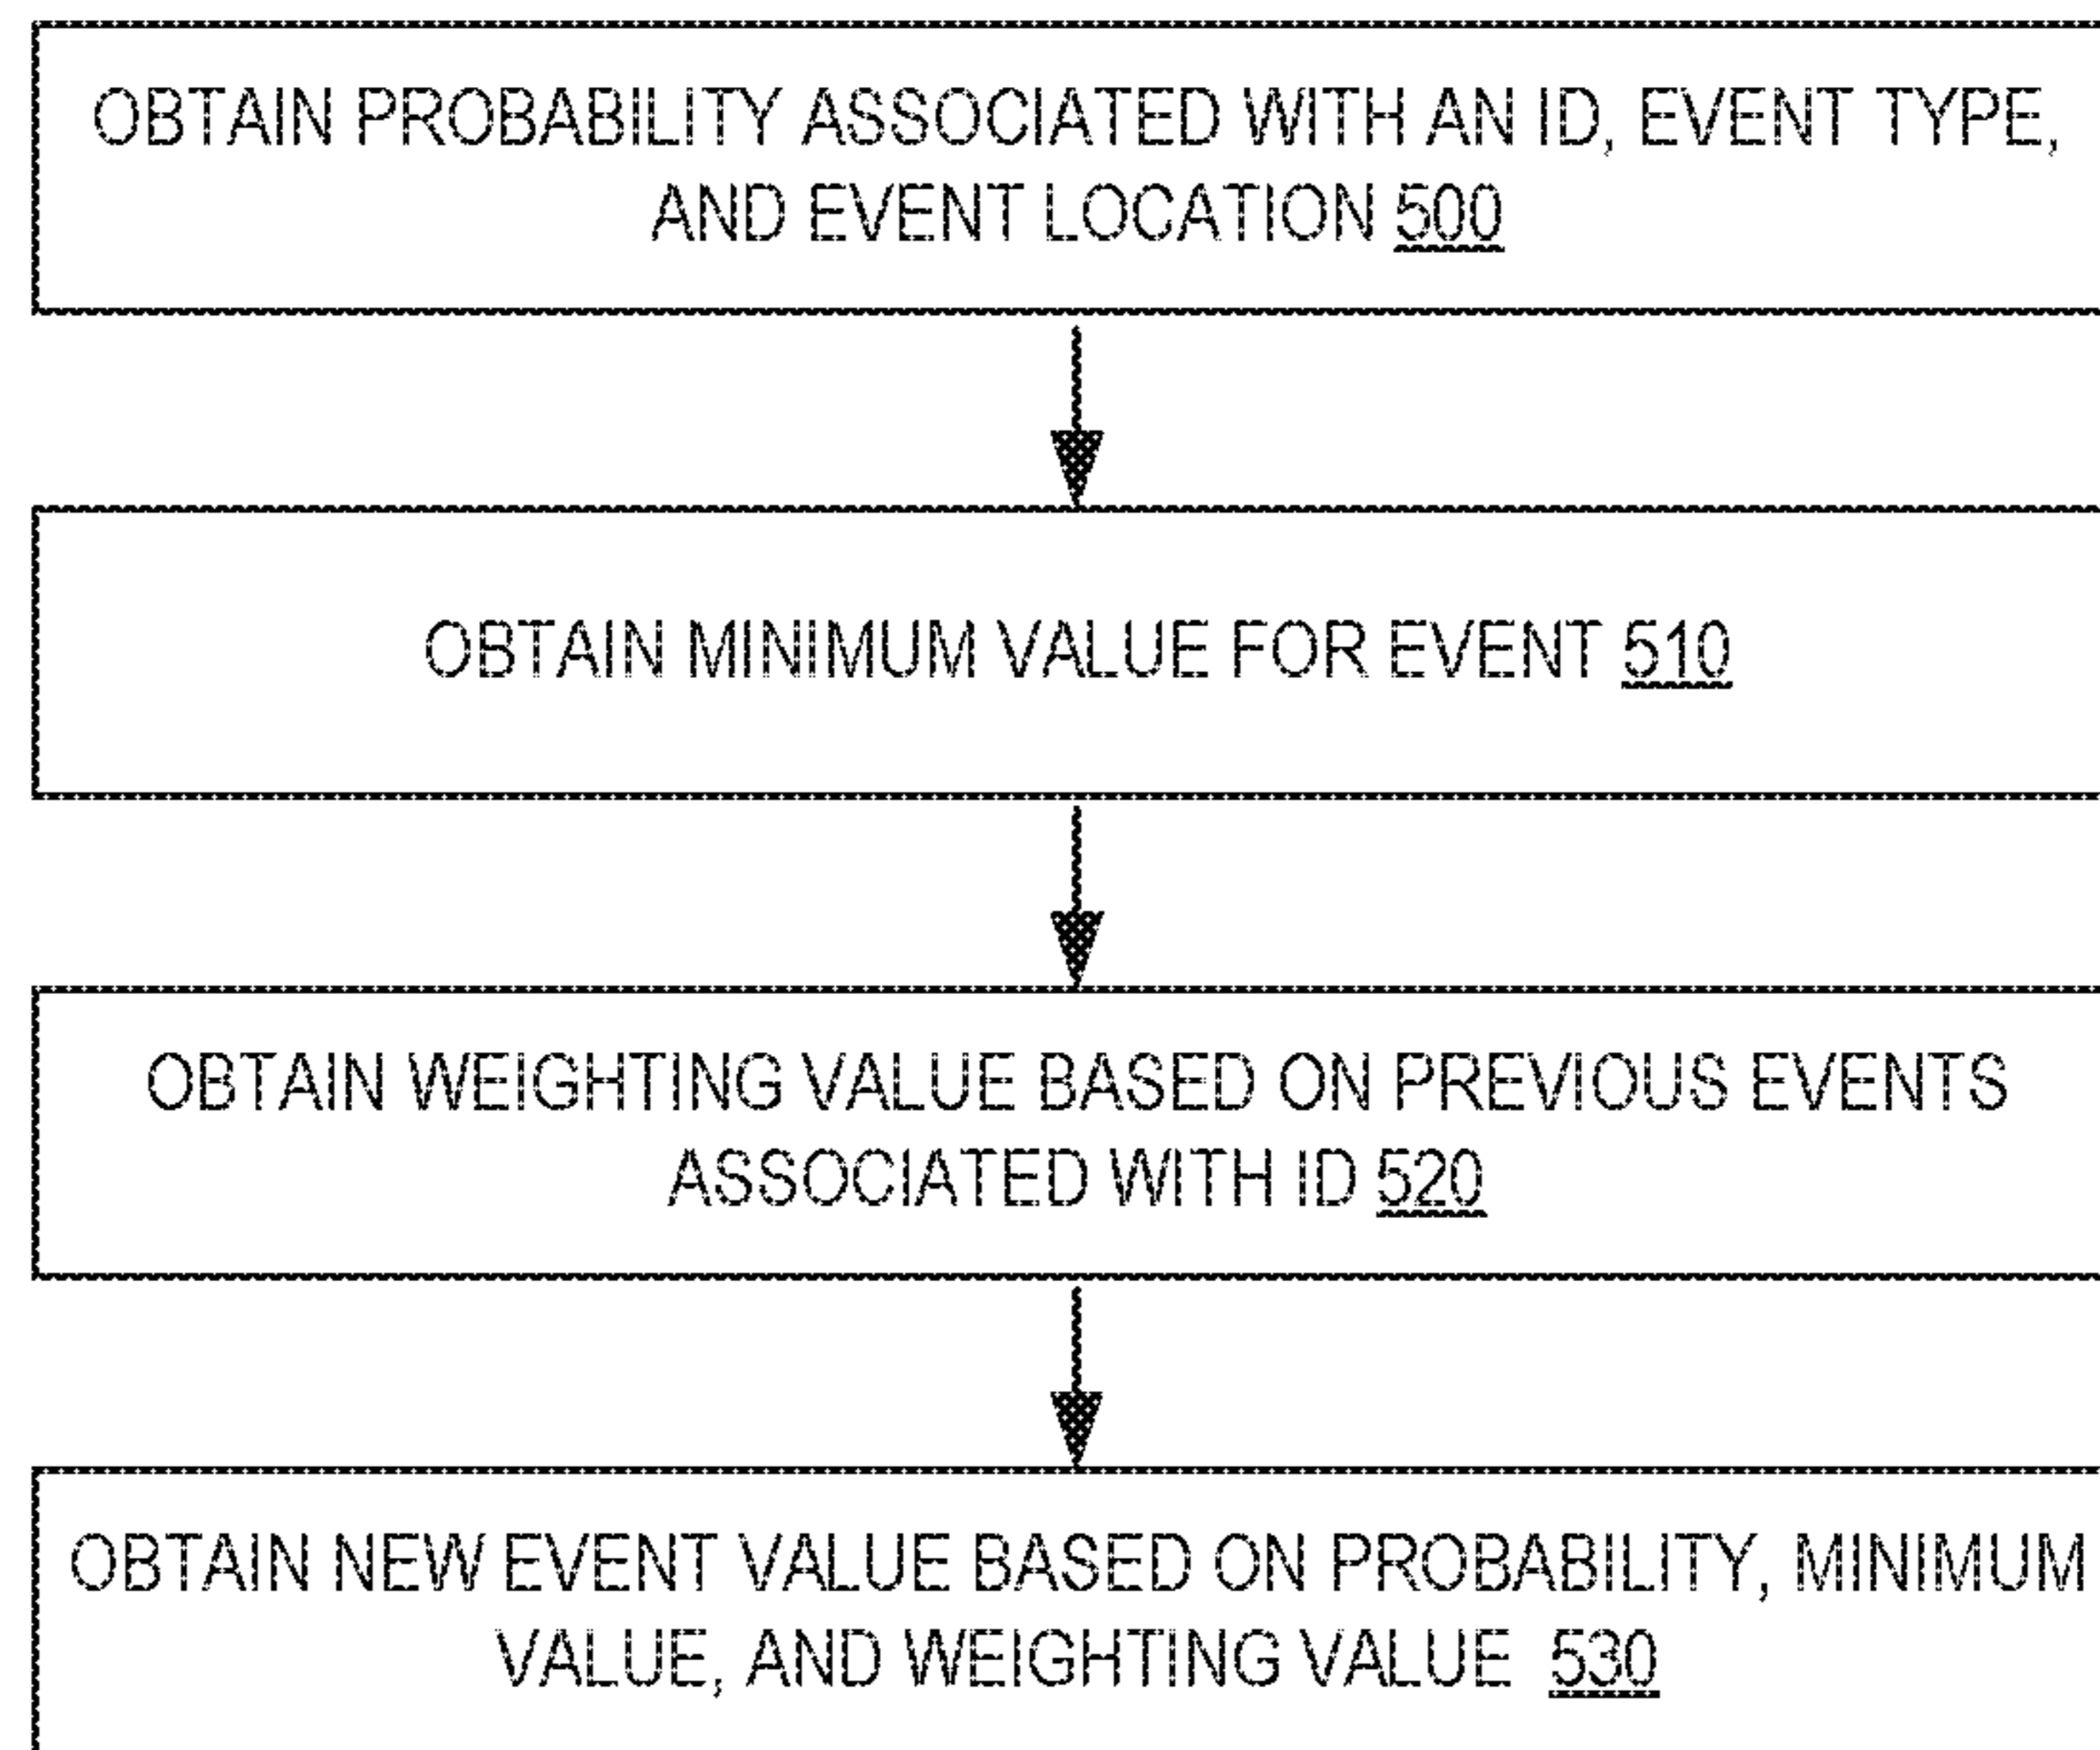 OBTAIN PROBABILITY ASSOCIATED WITH AN ID, EVENT TYPE,
AND EVENT LOCATION 500
OBTAIN MINIMUM VALUE FOR EVENT 510
OBTAIN WEIGHTING VALUE BASED ON PREVIOUS EVENTS
ASSOCIATED WITH ID 520
OBTAIN NEW EVENT VALUE BASED ON PROBABILITY, MINIMUM
VALUE, AND WEIGHTING VALUE 530